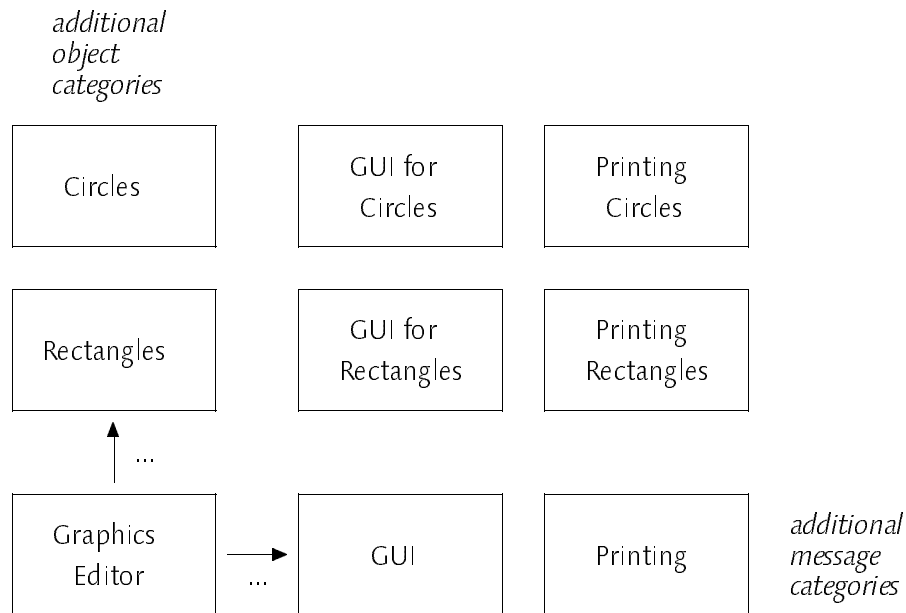 additional
object
categories
Circles
GUI for
Circles
Printing
Circles
Rectangles
GUI for
Rectangles
Printing
Rectangles
...
Graphics
Editor
...
GUI
Printing
additional
message
categories